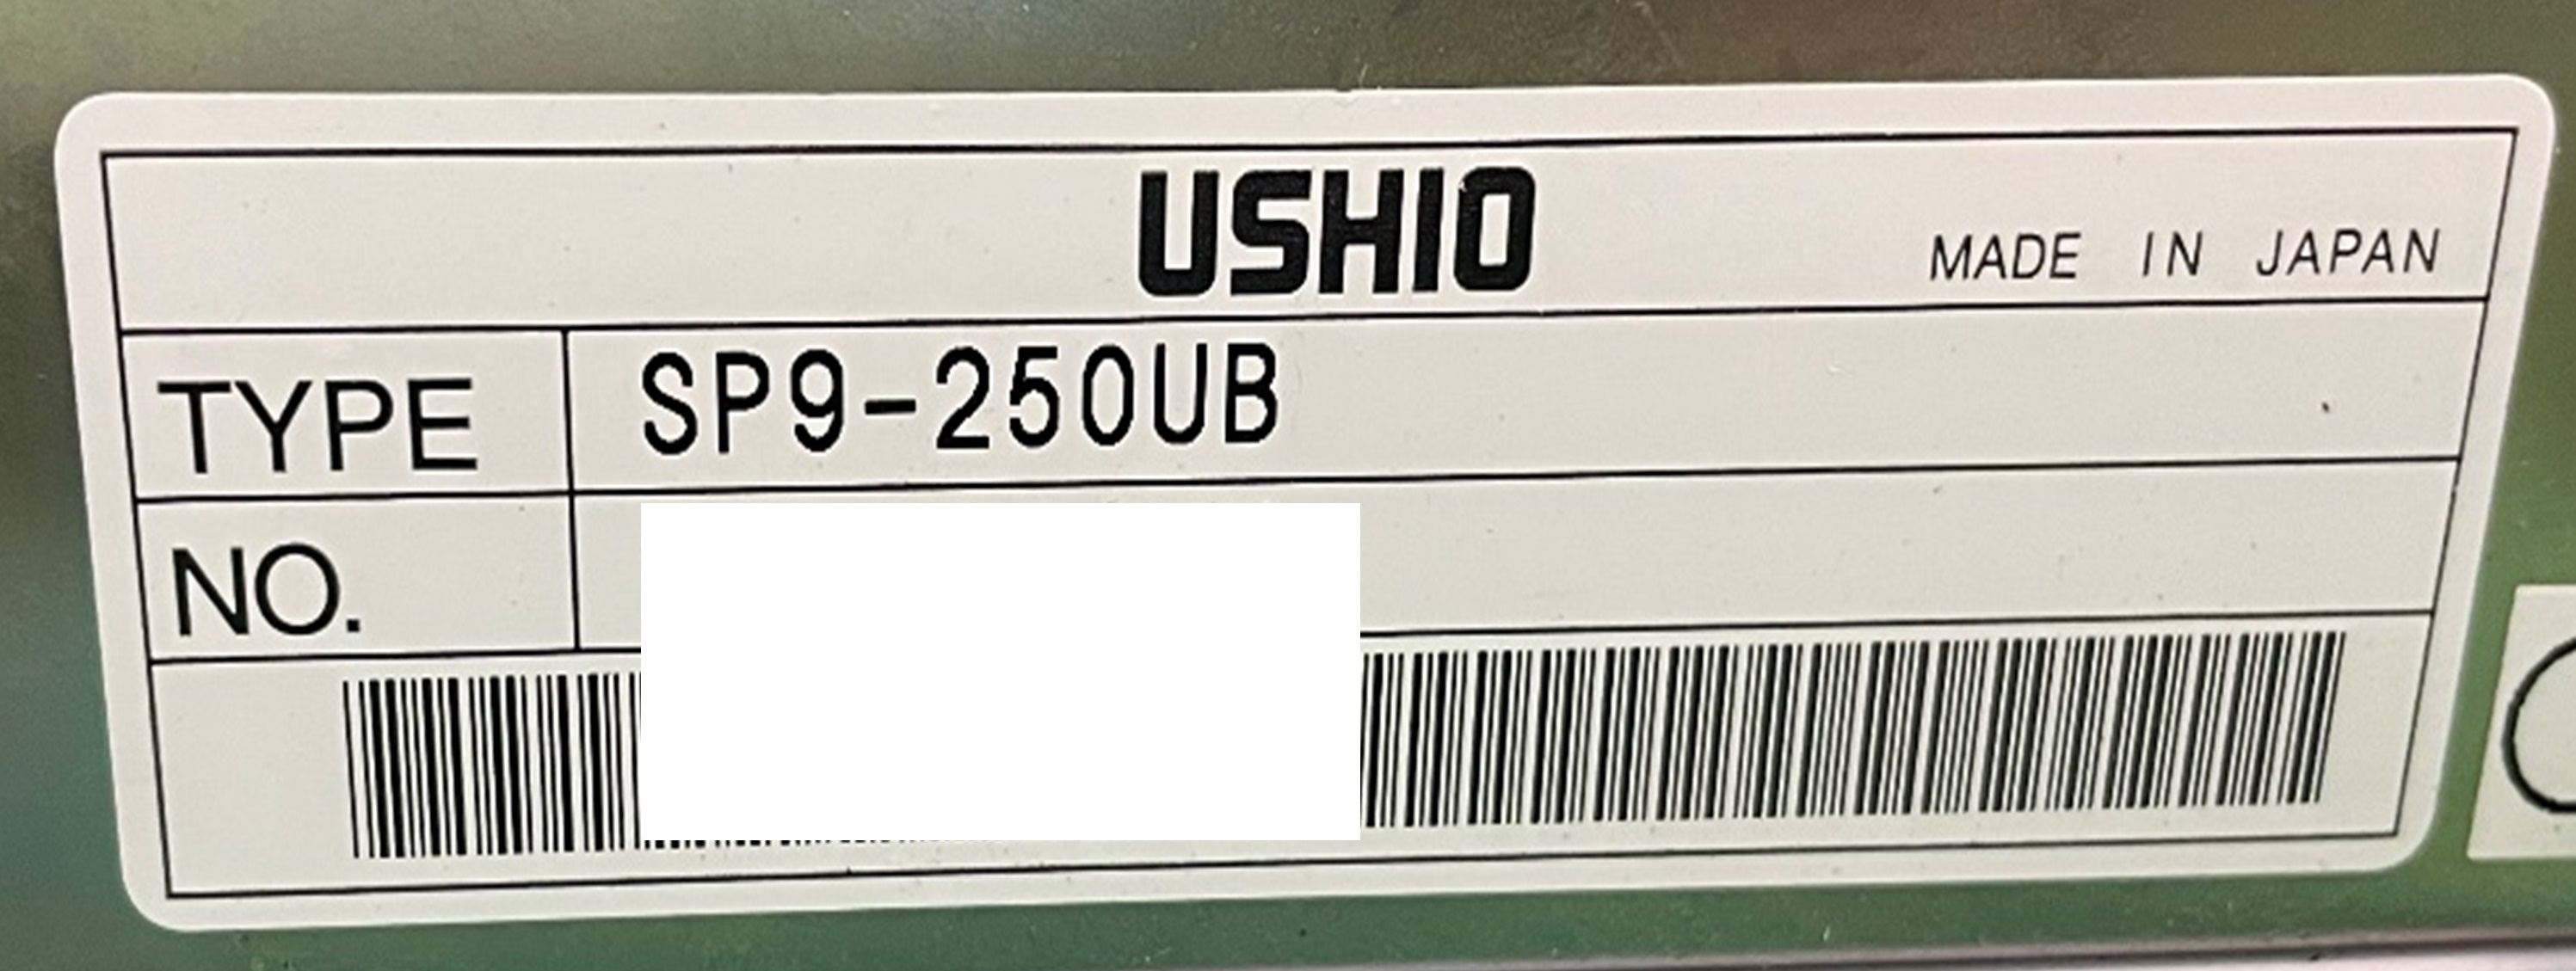 USHIO
MADE IN JAPAN
TYPE SP9-250UB
NO.